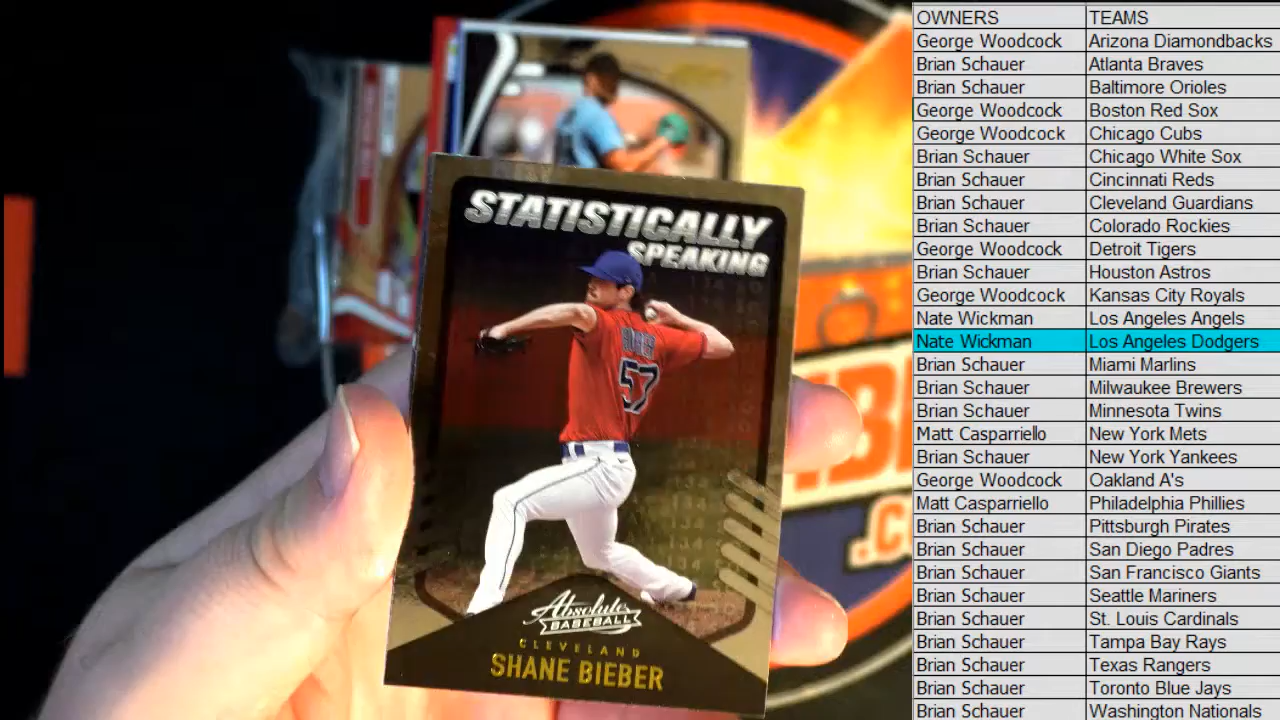 STATISTICALLY
SPEAKING
57
Absolute
BASEBALL
CLEVELAND
SHANE BIEBER
.C
OWNERS TEAMS
George Woodcock Arizona Diamondbacks
Brian Schauer Atlanta Braves
Brian Schauer Baltimore Orioles
George Woodcock Boston Red Sox
George Woodcock Chicago Cubs
Brian Schauer Chicago White Sox
Brian Schauer Cincinnati Reds
Brian Schauer Cleveland Guardians
Brian Schauer Colorado Rockies
George Woodcock Detroit Tigers
Brian Schauer Houston Astros
George Woodcock Kansas City Royals
Nate Wickman Los Angeles Angels
Nate Wickman Los Angeles Dodgers
Brian Schauer Miami Marlins
Brian Schauer Milwaukee Brewers
Brian Schauer Minnesota Twins
Matt Casparriello New York Mets
Brian Schauer New York Yankees
George Woodcock Oakland A's
Matt Casparriello Philadelphia Phillies
Brian Schauer Pittsburgh Pirates
Brian Schauer San Diego Padres
Brian Schauer San Francisco Giants
Brian Schauer Seattle Mariners
Brian Schauer St. Louis Cardinals
Brian Schauer Tampa Bay Rays
Brian Schauer Texas Rangers
Brian Schauer Toronto Blue Jays
Brian Schauer Washington Nationals